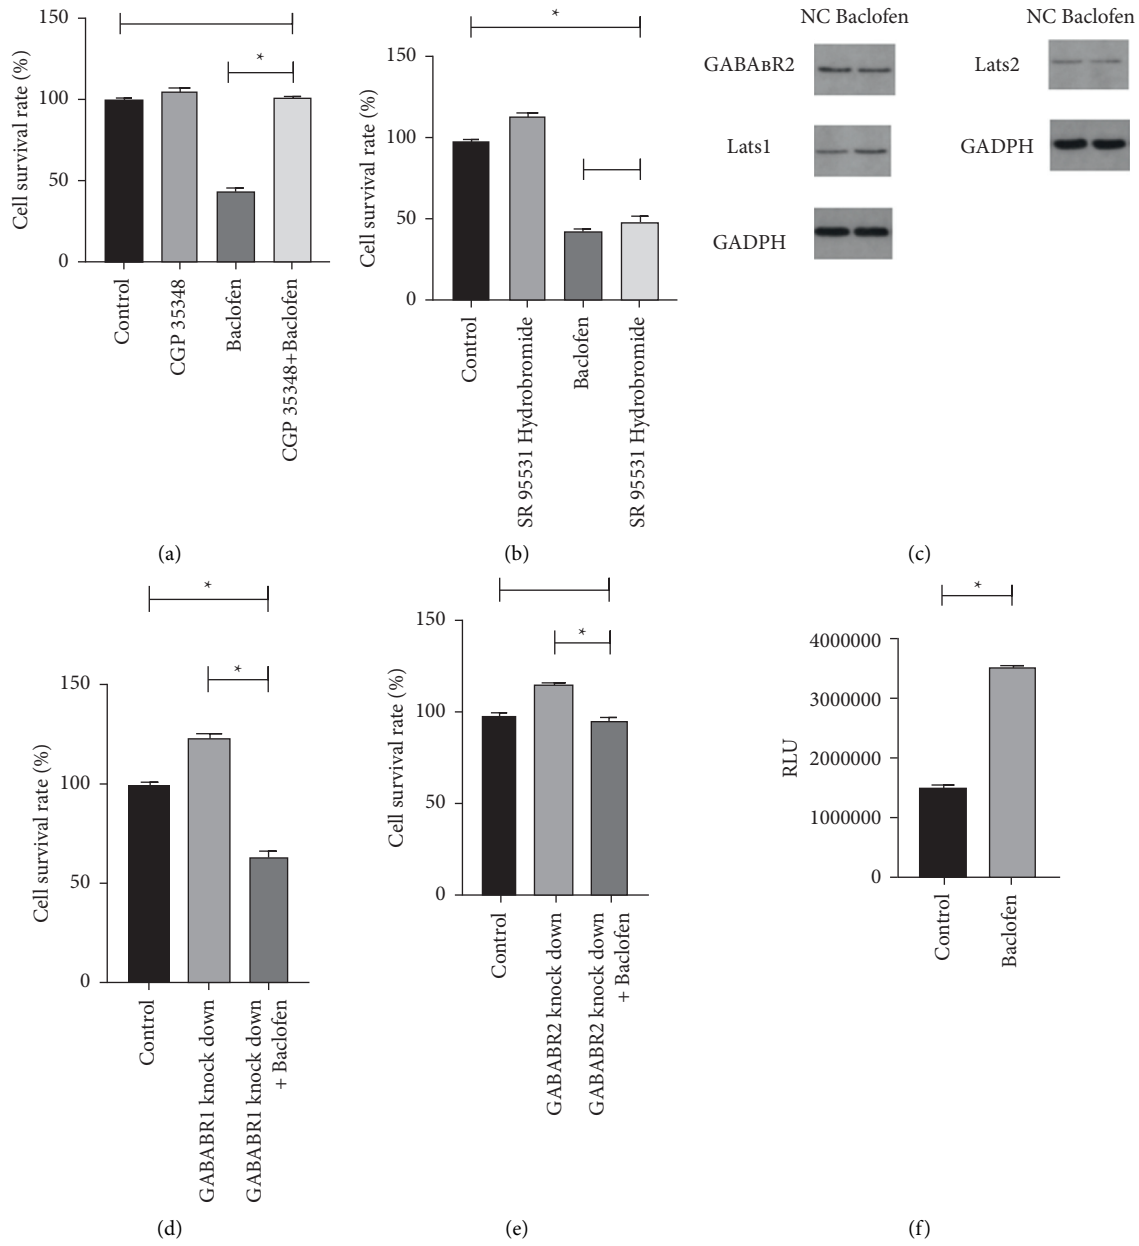 150
100
50
0
Cell survival rate (%)
*
Control
CGP 35348
Baclofen
CGP 35348+Baclofen
(a)
*
150
100
50
0
Cell survival rate (%)
Control
SR 95531 Hydrobromide
Baclofen
SR 95531 Hydrobromide
(b)
NC Baclofen
GABABR2
Lats1
GADPH
NC Baclofen
Lats2
GADPH
(c)
*
*
150
100
50
0
Cell survival rate (%)
Control
GABABR1 knock down
GABABR1 knock down
+ Baclofen
(d)
*
150
100
50
0
Cell survival rate (%)
Control
GABABR2 knock down
GABABR2 knock down
+ Baclofen
(e)
*
4000000
3000000
2000000
1000000
0
RLU
Control
Baclofen
(f)